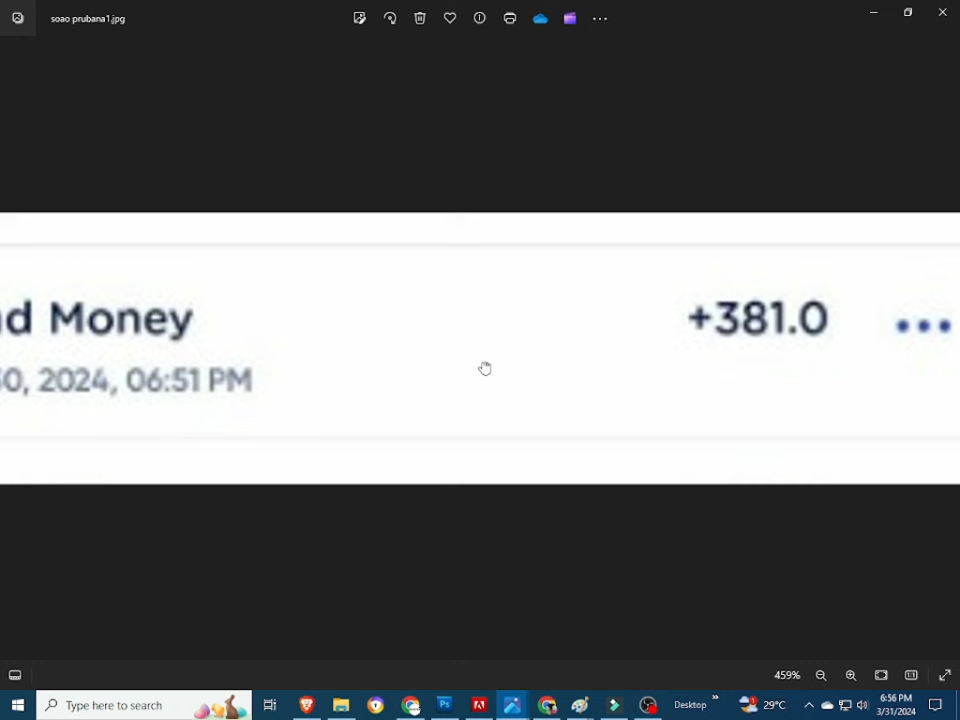 soao prubana1.jpg
nd Money
+381.0
30, 2024, 06:51 PM
459%
Type here to search
Desktop
29°C
6:56 PM
3/31/2024